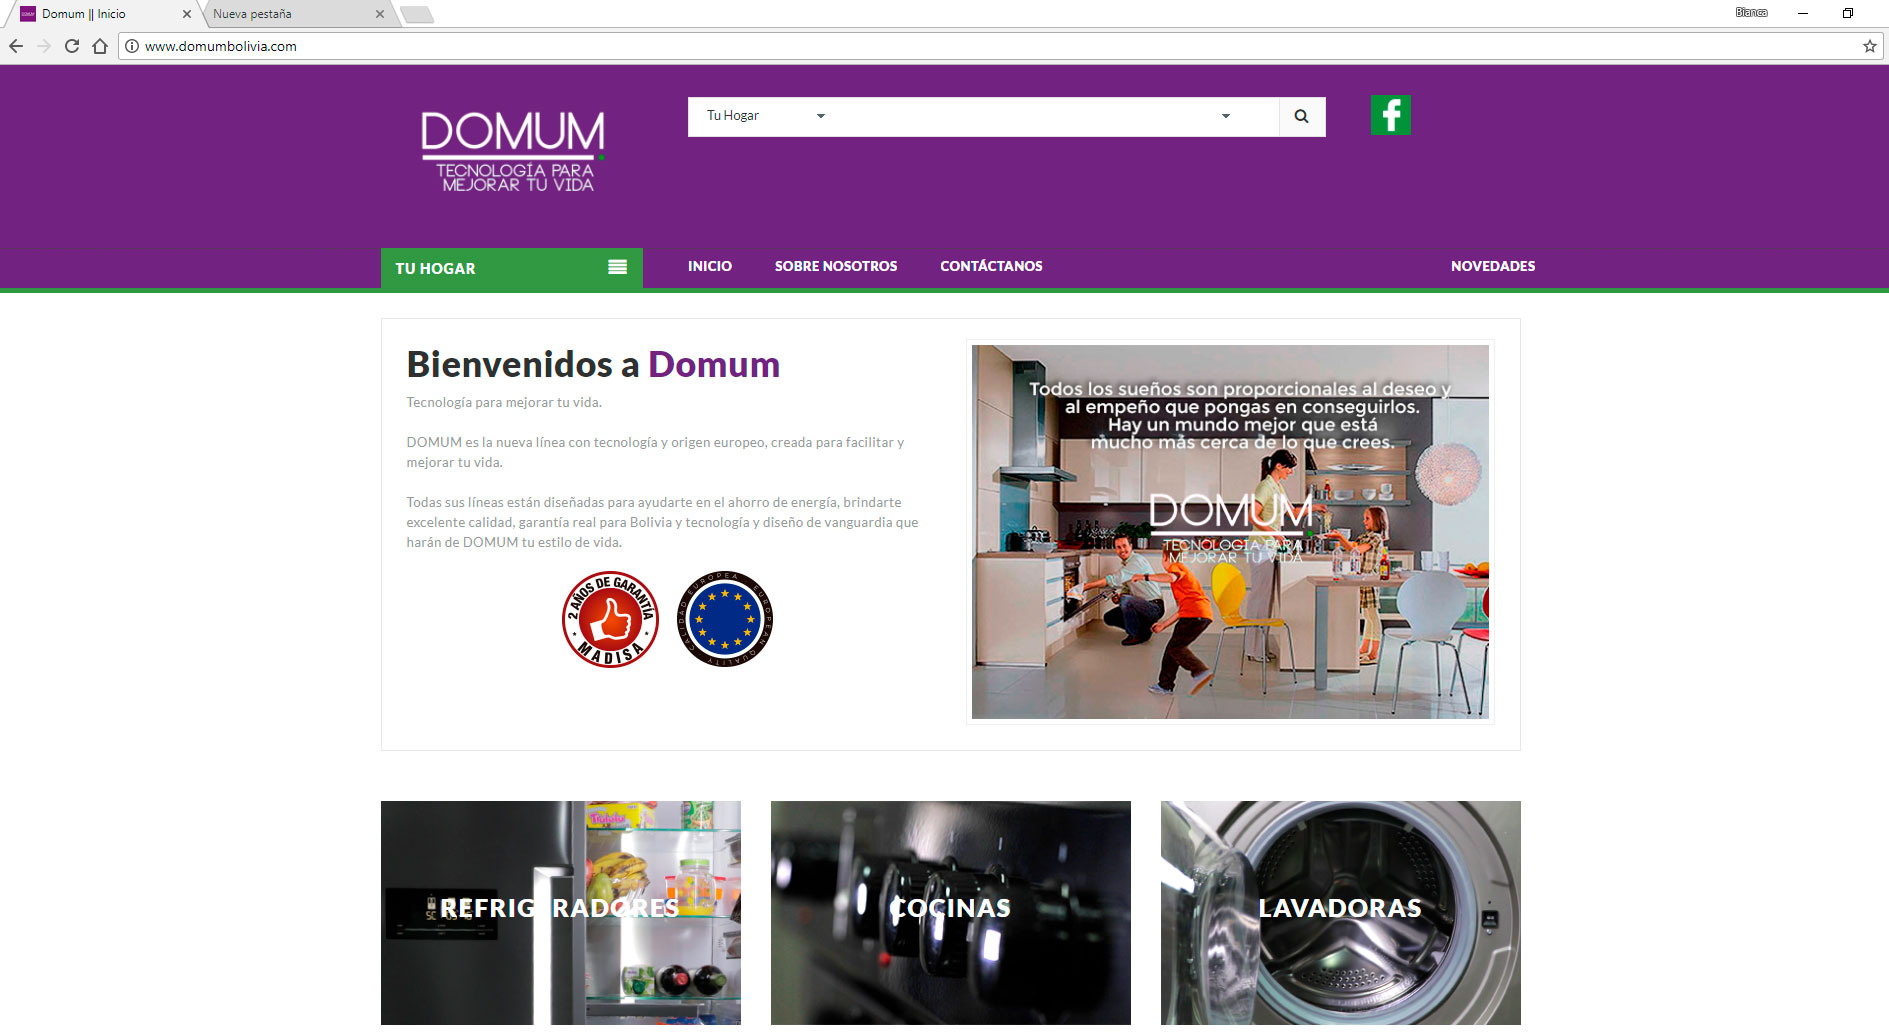 Domum || Inicio
Nueva pestaña
Bianca
www.domumbolivia.com
DOMUM.
TECNOLOGÍA PARA
MEJORAR TU VIDA
Tu Hogar
f
TU HOGAR
INICIO
SOBRE NOSOTROS
CONTÁCTANOS
NOVEDADES
Bienvenidos a Domum
Tecnología para mejorar tu vida.
DOMUM es la nueva línea con tecnología y origen europeo, creada para facilitar y
mejorar tu vida.
Todas sus líneas están diseñadas para ayudarte en el ahorro de energía, brindarte
excelente calidad, garantía real para Bolivia y tecnología y diseño de vanguardia que
harán de DOMUM tu estilo de vida.
2 AÑOS DE GARANTÍA
MADISA
CALIDAD EUROPEA
EUROPEAN QUALITY
Todos los sueños son proporcionales al deseo y
al empeño que pongas en conseguirlos.
Hay un mundo mejor que está
mucho más cerca de lo que crees.
DOMUM.
TECNOLOGÍA PARA
MEJORAR TU VIDA
REFRIGERADORES
COCINAS
LAVADORAS